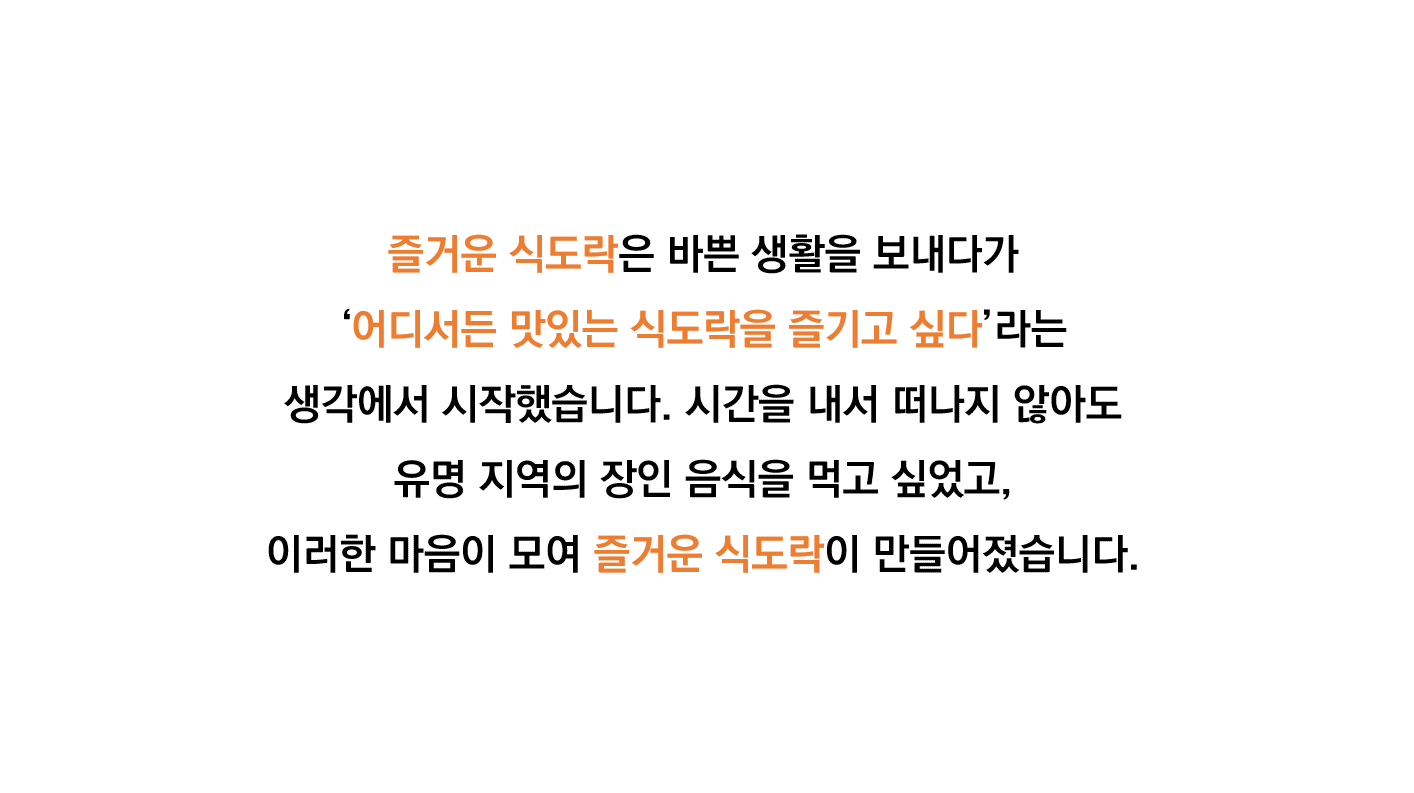 즐거운 식도락은 바쁜 생활을 보내다가
‘어디서든 맛있는 식도락을 즐기고 싶다’라는
생각에서 시작했습니다. 시간을 내서 떠나지 않아도
유명 지역의 장인 음식을 먹고 싶었고,
이러한 마음이 모여 즐거운 식도락이 만들어졌습니다.